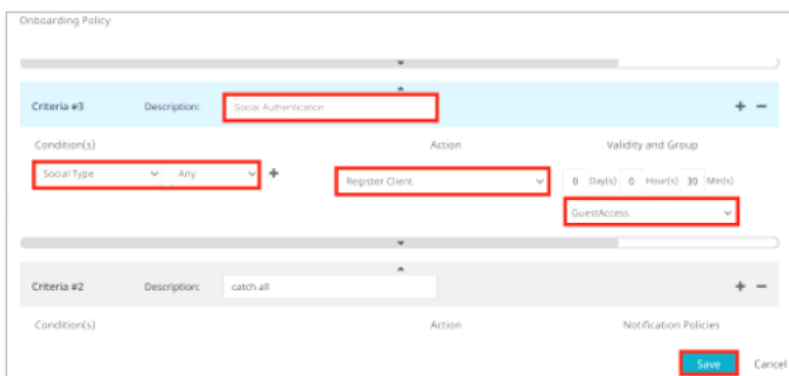 Onboarding Policy
Criteria #3 Description: Social Authentication + −
Condition(s) Action Validity and Group
Social Type Any + Register Client 0 Day(s) 0 Hour(s) 30 Min(s)
GuestAccess
Criteria #2 Description: catch-all + −
Condition(s) Action Notification Policies
Save Cancel